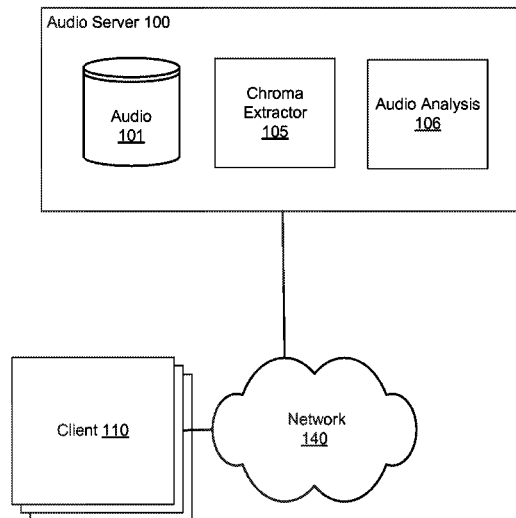 Audio Server 100
Audio
101
Chroma
Extractor
105
Audio Analysis
106
Client 110
Network
140